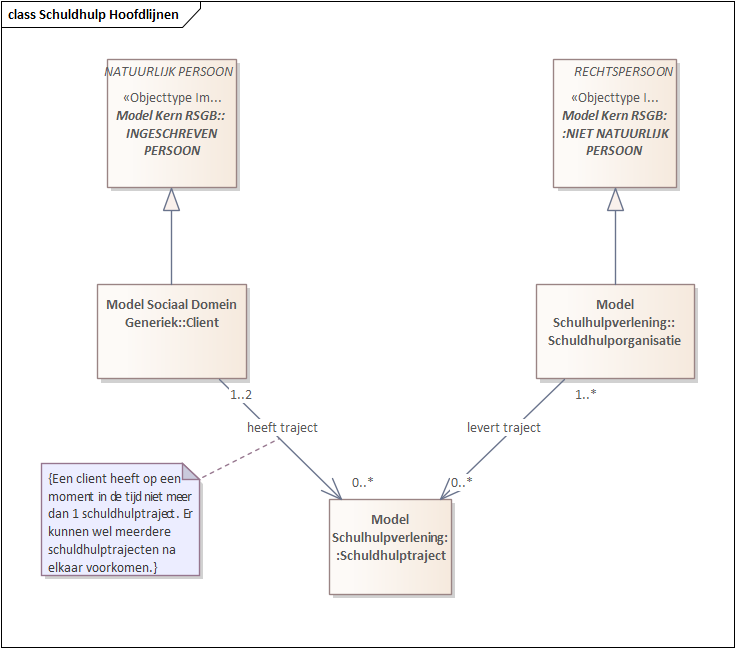 class Schuldhulp Hoofdlijnen
NATUURLIJK PERSOON
«Objecttype Im...
Model Kern RSGB::
INGESCHREVEN
PERSOON
RECHTSPERSOON
«Objecttype I...
Model Kern RSGB:
:NIET NATUURLIJK
PERSOON
Model Sociaal Domein
Generiek::Client
Model
Schulhulpverlening::
Schuldhulporganisatie
1..2
1..*
heeft traject
levert traject
{Een client heeft op een
moment in de tijd niet meer
dan 1 schuldhulptraject. Er
kunnen wel meerdere
schuldhulptrajecten na
elkaar voorkomen.}
0..*
0..*
Model
Schulhulpverlening:
:Schuldhulptraject